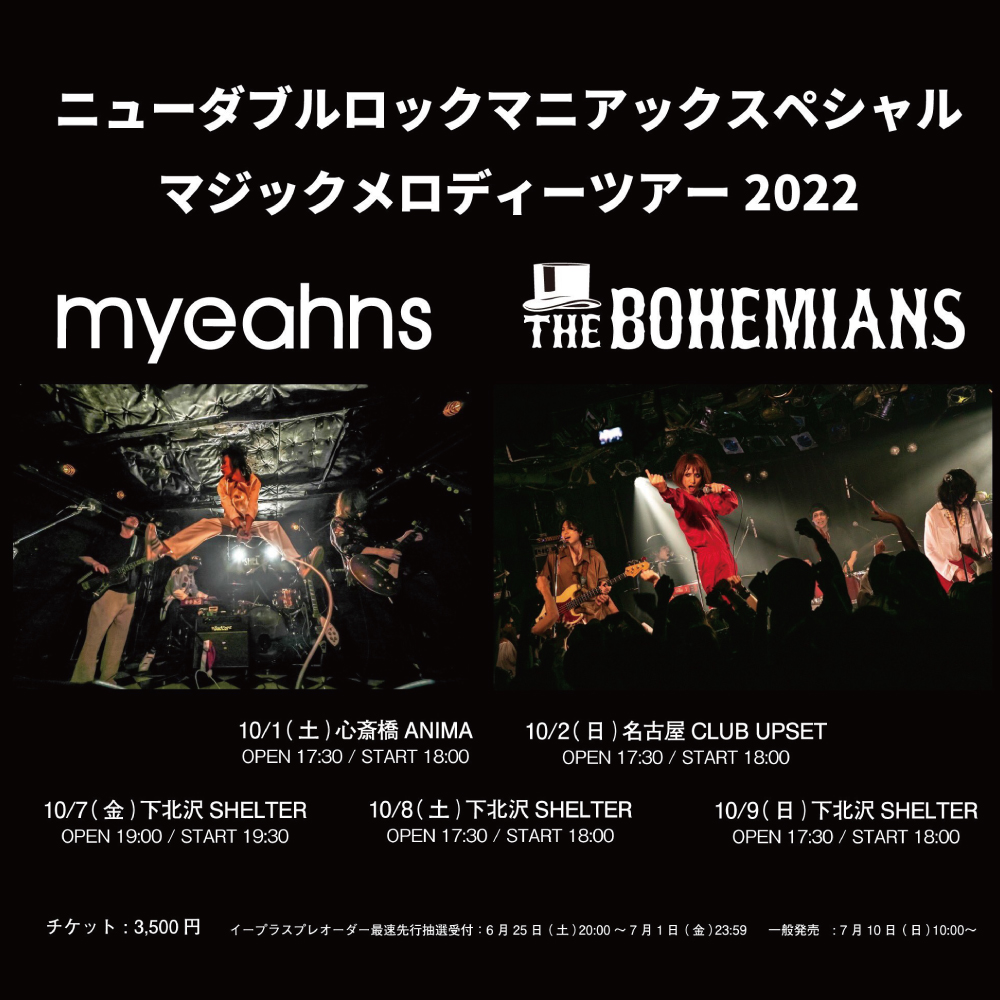 ニューダブルロックマニアックスペシャル
マジックメロディーツアー 2022
myeahns
THE BOHEMIANS
10/1(土)心斎橋 ANIMA
OPEN 17:30 / START 18:00
10/2(日)名古屋 CLUB UPSET
OPEN 17:30 / START 18:00
10/7(金)下北沢 SHELTER
OPEN 19:00 / START 19:30
10/8(土)下北沢 SHELTER
OPEN 17:30 / START 18:00
10/9(日)下北沢 SHELTER
OPEN 17:30 / START 18:00
チケット:3,500 円
イープラスプレオーダー最速先行抽選受付:6月25日(土)20:00〜7月1日(金)23:59
一般発売 :7月10日(日)10:00〜